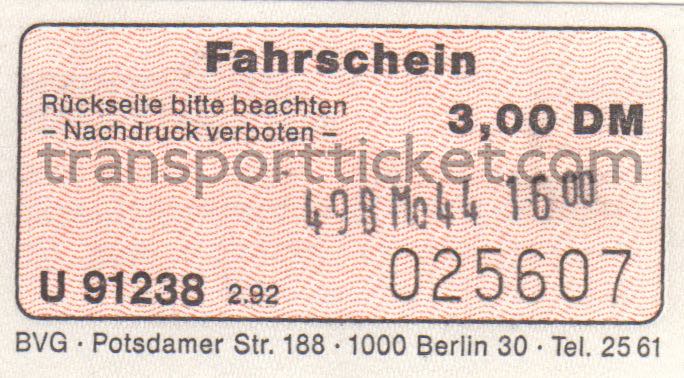 Fahrschein
Rückseite bitte beachten
– Nachdruck verboten –
3,00 DM
transportticket.com
49B Mo44 16 00
025607
U 91238 2.92
BVG · Potsdamer Str. 188 · 1000 Berlin 30 · Tel. 25 61